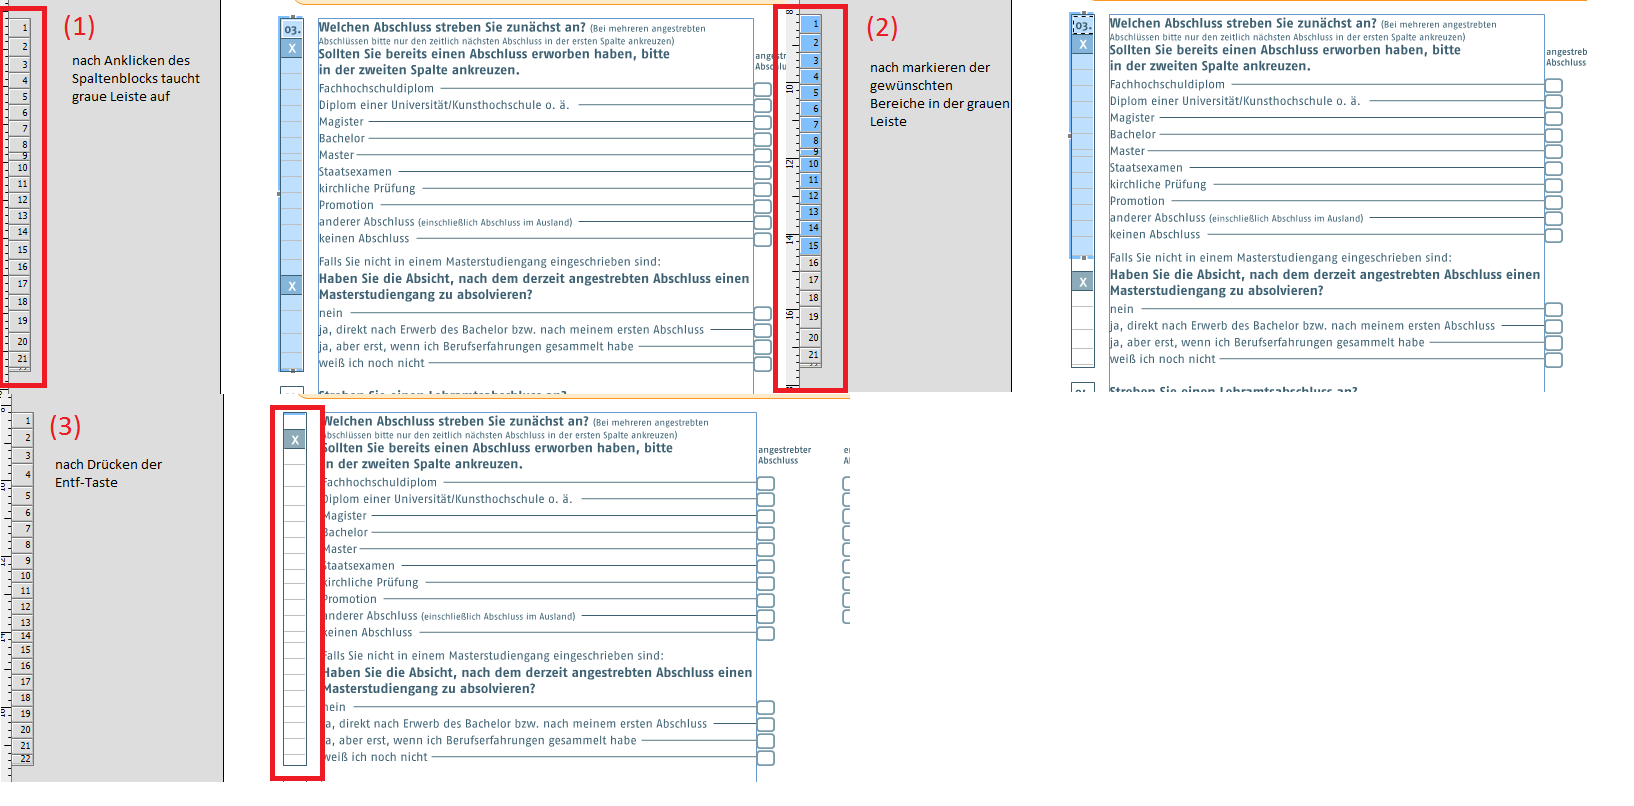 1
2
3
4
5
6
7
8
9
10
11
12
13
14
15
16
17
18
19
20
21
(1)
nach Anklicken des
Spaltenblocks taucht
graue Leiste auf
03.
X
X
Welchen Abschluss streben Sie zunächst an? (Bei mehreren angestrebten
Abschlüssen bitte nur den zeitlich nächsten Abschluss in der ersten Spalte ankreuzen)
Sollten Sie bereits einen Abschluss erworben haben, bitte
in der zweiten Spalte ankreuzen.
Fachhochschuldiplom
Diplom einer Universität/Kunsthochschule o. ä.
Magister
Bachelor
Master
Staatsexamen
kirchliche Prüfung
Promotion
anderer Abschluss (einschließlich Abschluss im Ausland)
keinen Abschluss
Falls Sie nicht in einem Masterstudiengang eingeschrieben sind:
Haben Sie die Absicht, nach dem derzeit angestrebten Abschluss einen
Masterstudiengang zu absolvieren?
nein
ja, direkt nach Erwerb des Bachelor bzw. nach meinem ersten Abschluss
ja, aber erst, wenn ich Berufserfahrungen gesammelt habe
weiß ich noch nicht
8
10
12
14
16
1
2
3
4
5
6
7
8
9
10
11
12
13
14
15
16
17
18
19
20
21
(2)
nach markieren der
gewünschten
Bereiche in der grauen
Leiste
03.
X
X
Welchen Abschluss streben Sie zunächst an? (Bei mehreren angestrebten
Abschlüssen bitte nur den zeitlich nächsten Abschluss in der ersten Spalte ankreuzen)
Sollten Sie bereits einen Abschluss erworben haben, bitte
in der zweiten Spalte ankreuzen.
angestreb
Abschluss
Fachhochschuldiplom
Diplom einer Universität/Kunsthochschule o. ä.
Magister
Bachelor
Master
Staatsexamen
kirchliche Prüfung
Promotion
anderer Abschluss (einschließlich Abschluss im Ausland)
keinen Abschluss
Falls Sie nicht in einem Masterstudiengang eingeschrieben sind:
Haben Sie die Absicht, nach dem derzeit angestrebten Abschluss einen
Masterstudiengang zu absolvieren?
nein
ja, direkt nach Erwerb des Bachelor bzw. nach meinem ersten Abschluss
ja, aber erst, wenn ich Berufserfahrungen gesammelt habe
weiß ich noch nicht
1
2
3
4
5
6
7
8
9
10
11
12
13
14
15
16
17
18
19
20
21
22
(3)
nach Drücken der
Entf-Taste
X
Welchen Abschluss streben Sie zunächst an? (Bei mehreren angestrebten
Abschlüssen bitte nur den zeitlich nächsten Abschluss in der ersten Spalte ankreuzen)
Sollten Sie bereits einen Abschluss erworben haben, bitte
in der zweiten Spalte ankreuzen.
angestrebter
Abschluss
Fachhochschuldiplom
Diplom einer Universität/Kunsthochschule o. ä.
Magister
Bachelor
Master
Staatsexamen
kirchliche Prüfung
Promotion
anderer Abschluss (einschließlich Abschluss im Ausland)
keinen Abschluss
Falls Sie nicht in einem Masterstudiengang eingeschrieben sind:
Haben Sie die Absicht, nach dem derzeit angestrebten Abschluss einen
Masterstudiengang zu absolvieren?
nein
ja, direkt nach Erwerb des Bachelor bzw. nach meinem ersten Abschluss
ja, aber erst, wenn ich Berufserfahrungen gesammelt habe
weiß ich noch nicht